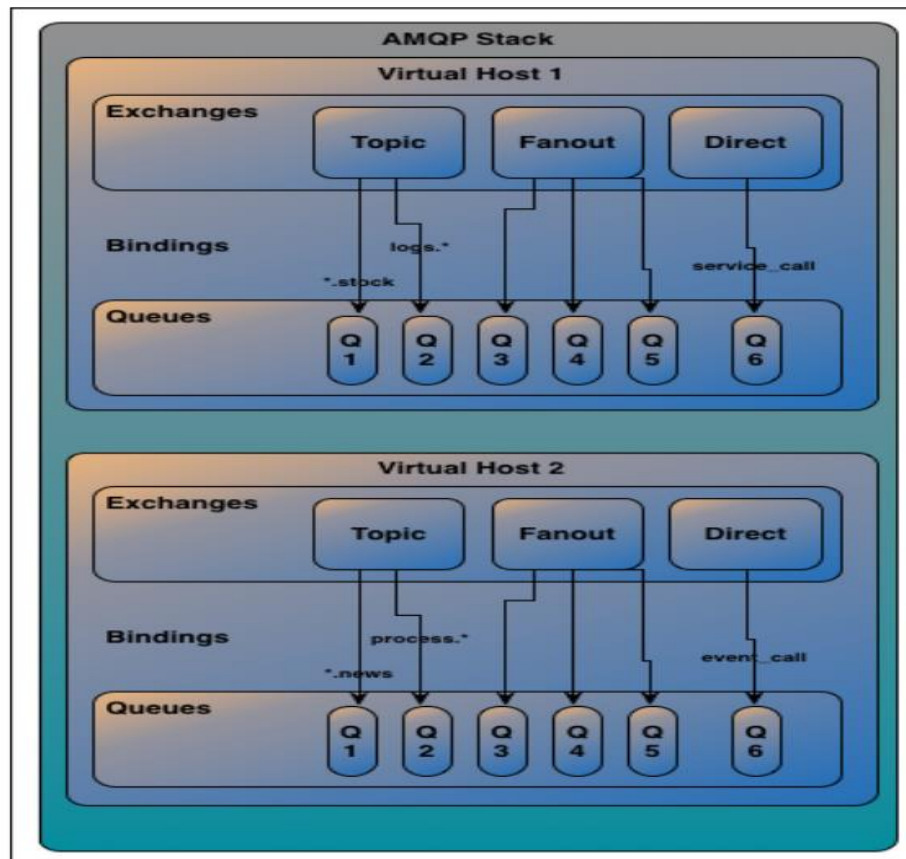 AMQP Stack
Virtual Host 1
Exchanges
Topic
Fanout
Direct
Bindings
logs.*
service_call
*.stock
Queues
Q
1
Q
2
Q
3
Q
4
Q
5
Q
6
Virtual Host 2
Exchanges
Topic
Fanout
Direct
Bindings
process.*
event_call
*.news
Queues
Q
1
Q
2
Q
3
Q
4
Q
5
Q
6